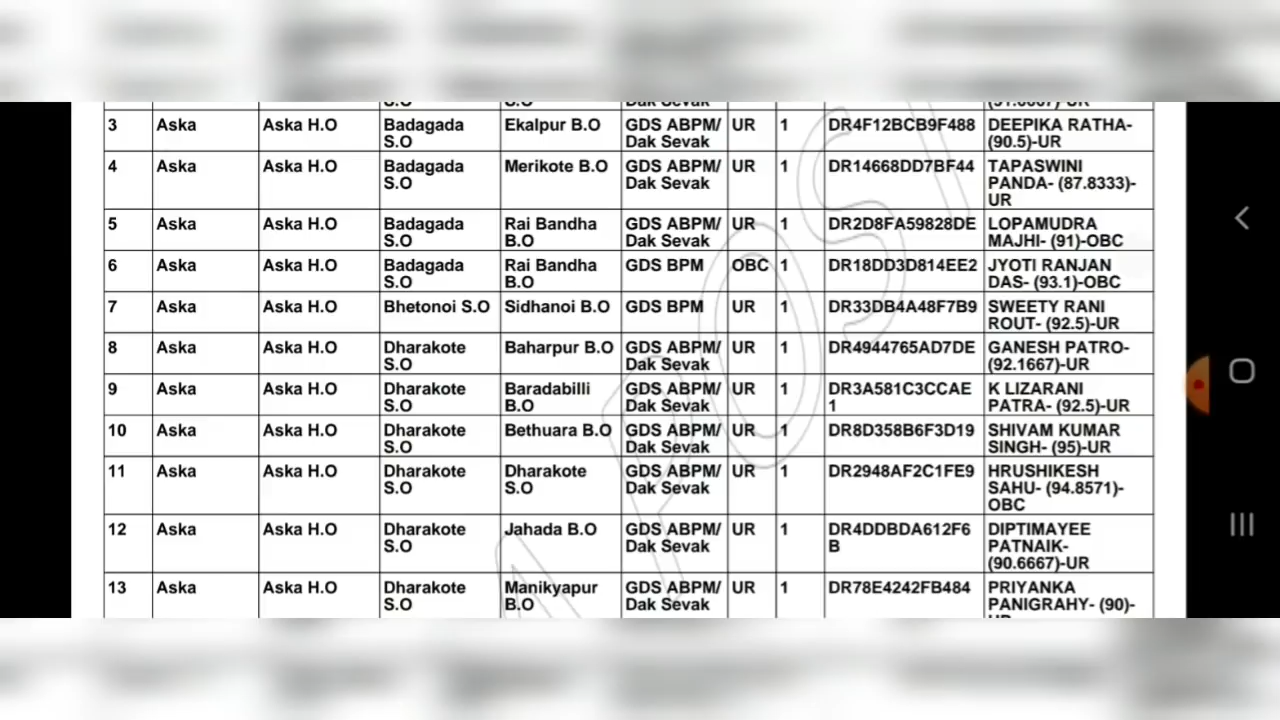 S.O S.O Dak Sevak (91.6667)-UR
3 Aska Aska H.O Badagada Ekalpur B.O GDS ABPM/ UR 1 DR4F12BCB9F488 DEEPIKA RATHA-
S.O Dak Sevak (90.5)-UR
4 Aska Aska H.O Badagada Merikote B.O GDS ABPM/ UR 1 DR14668DD7BF44 TAPASWINI
S.O Dak Sevak PANDA- (87.8333)-
UR
5 Aska Aska H.O Badagada Rai Bandha GDS ABPM/ UR 1 DR2D8FA59828DE LOPAMUDRA
S.O B.O Dak Sevak MAJHI- (91)-OBC
6 Aska Aska H.O Badagada Rai Bandha GDS BPM OBC 1 DR18DD3D814EE2 JYOTI RANJAN
S.O B.O DAS- (93.1)-OBC
7 Aska Aska H.O Bhetonoi S.O Sidhanoi B.O GDS BPM UR 1 DR33DB4A48F7B9 SWEETY RANI
ROUT- (92.5)-UR
8 Aska Aska H.O Dharakote Baharpur B.O GDS ABPM/ UR 1 DR4944765AD7DE GANESH PATRO-
S.O Dak Sevak (92.1667)-UR
9 Aska Aska H.O Dharakote Baradabilli GDS ABPM/ UR 1 DR3A581C3CCAE K LIZARANI
S.O B.O Dak Sevak 1 PATRA- (92.5)-UR
10 Aska Aska H.O Dharakote Bethuara B.O GDS ABPM/ UR 1 DR8D358B6F3D19 SHIVAM KUMAR
S.O Dak Sevak SINGH- (95)-UR
11 Aska Aska H.O Dharakote Dharakote GDS ABPM/ UR 1 DR2948AF2C1FE9 HRUSHIKESH
S.O S.O Dak Sevak SAHU- (94.8571)-
OBC
12 Aska Aska H.O Dharakote Jahada B.O GDS ABPM/ UR 1 DR4DDBDA612F6 DIPTIMAYEE
S.O Dak Sevak B PATNAIK-
(90.6667)-UR
13 Aska Aska H.O Dharakote Manikyapur GDS ABPM/ UR 1 DR78E4242FB484 PRIYANKA
S.O B.O Dak Sevak PANIGRAHY- (90)-
UR